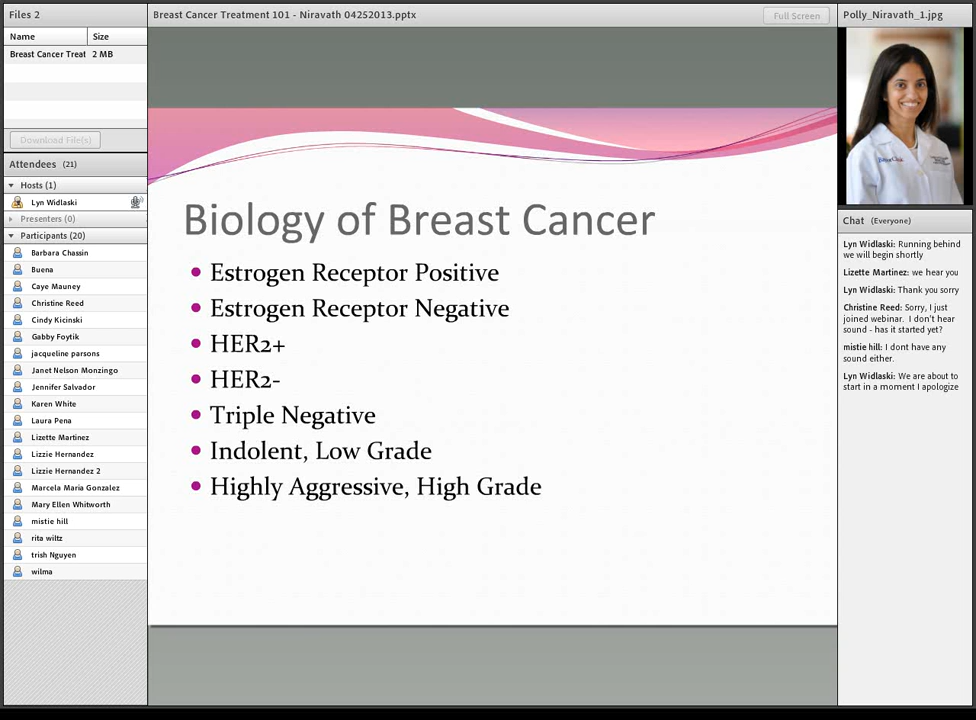 Files 2
Name Size
Breast Cancer Treat 2 MB
Download File(s)
Attendees (21)
Hosts (1)
Lyn Widlaski
Presenters (0)
Participants (20)
Barbara Chassin
Buena
Caye Mauney
Christine Reed
Cindy Kicinski
Gabby Foytik
jacqueline parsons
Janet Nelson Monzingo
Jennifer Salvador
Karen White
Laura Pena
Lizette Martinez
Lizzie Hernandez
Lizzie Hernandez 2
Marcela Maria Gonzalez
Mary Ellen Whitworth
mistie hill
rita wiltz
trish Nguyen
wilma
Breast Cancer Treatment 101 - Niravath 04252013.pptx
Full Screen
Biology of Breast Cancer
Estrogen Receptor Positive
Estrogen Receptor Negative
HER2+
HER2-
Triple Negative
Indolent, Low Grade
Highly Aggressive, High Grade
Polly_Niravath_1.jpg
Chat (Everyone)
Lyn Widlaski: Running behind
we will begin shortly
Lizette Martinez: we hear you
Lyn Widlaski: Thank you sorry
Christine Reed: Sorry, I just
joined webinar. I don't hear
sound - has it started yet?
mistie hill: I dont have any
sound either.
Lyn Widlaski: We are about to
start in a moment I apologize